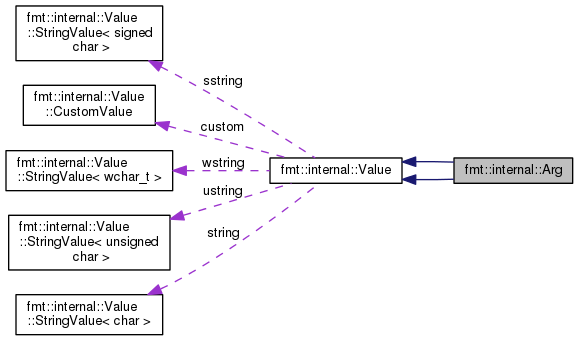 fmt::internal::Value
::StringValue< signed
char >
sstring
fmt::internal::Value
::CustomValue
custom
fmt::internal::Value
::StringValue< wchar_t >
wstring
fmt::internal::Value
fmt::internal::Arg
ustring
fmt::internal::Value
::StringValue< unsigned
char >
string
fmt::internal::Value
::StringValue< char >